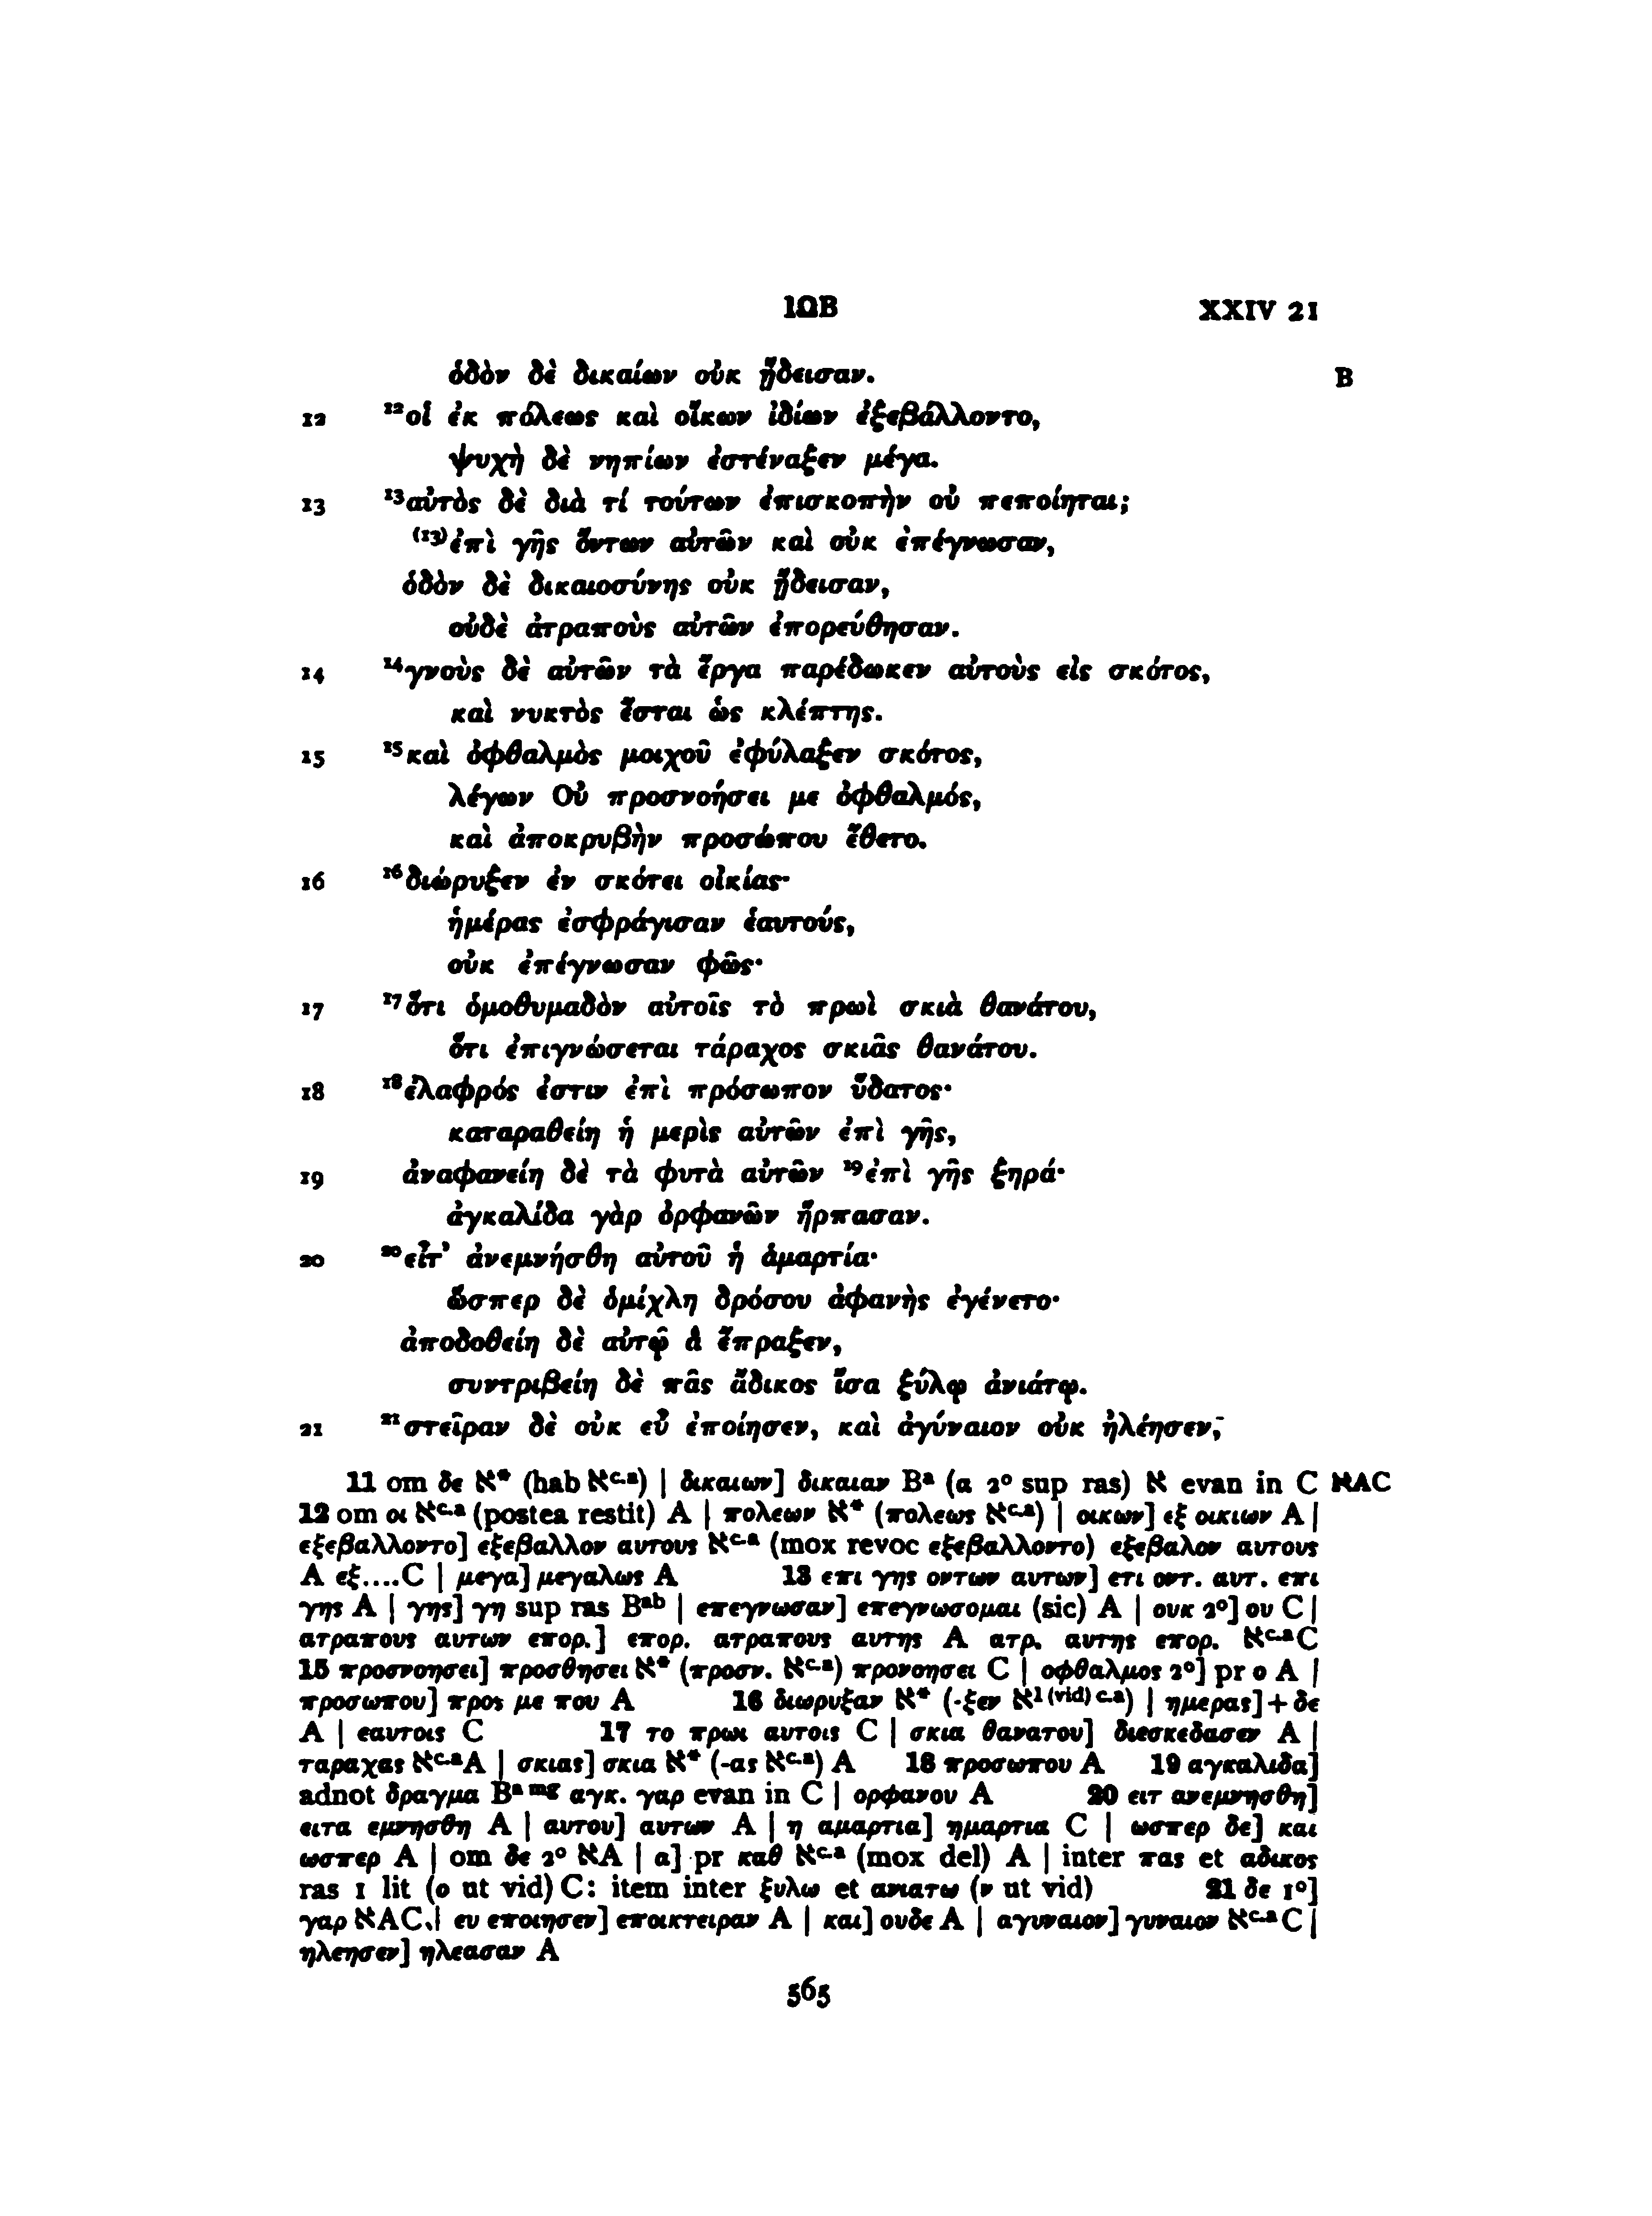 ΙΩΒ XXIV 21
ὁδὸν δὲ δικαίων οὐκ ᾔδεισαν. B
12 ¹²οἳ ἐκ πόλεως καὶ οἴκων ἰδίων ἐξεβάλλοντο,
ψυχὴ δὲ νηπίων ἐστέναξεν μέγα.
13 ¹³αὐτὸς δὲ διὰ τί τούτων ἐπισκοπὴν οὐ πεποίηται;
⁽¹³⁾ἐπὶ γῆς ὄντων αὐτῶν καὶ οὐκ ἐπέγνωσαν,
ὁδὸν δὲ δικαιοσύνης οὐκ ᾔδεισαν,
οὐδὲ ἀτραποὺς αὐτῶν ἐπορεύθησαν.
14 ¹⁴γνοὺς δὲ αὐτῶν τὰ ἔργα παρέδωκεν αὐτοὺς εἰς σκότος,
καὶ νυκτὸς ἔσται ὡς κλέπτης.
15 ¹⁵καὶ ὀφθαλμὸς μοιχοῦ ἐφύλαξεν σκότος,
λέγων Οὐ προσνοήσει με ὀφθαλμός,
καὶ ἀποκρυβὴν προσώπου ἔθετο.
16 ¹⁶διώρυξεν ἐν σκότει οἰκίας·
ἡμέρας ἐσφράγισαν ἑαυτούς,
οὐκ ἐπέγνωσαν φῶς·
17 ¹⁷ὅτι ὁμοθυμαδὸν αὐτοῖς τὸ πρωὶ σκιὰ θανάτου,
ὅτι ἐπιγνώσεται τάραχος σκιᾶς θανάτου.
18 ¹⁸ἐλαφρός ἐστιν ἐπὶ πρόσωπον ὕδατος·
καταραθείη ἡ μερὶς αὐτῶν ἐπὶ γῆς,
19 ἀναφανείη δὲ τὰ φυτὰ αὐτῶν ¹⁹ἐπὶ γῆς ξηρά·
ἀγκαλίδα γὰρ ὀρφανῶν ἥρπασαν.
20 ²⁰εἶτ’ ἀνεμνήσθη αὐτοῦ ἡ ἁμαρτία·
ὥσπερ δὲ ὁμίχλη δρόσου ἀφανὴς ἐγένετο·
ἀποδοθείη δὲ αὐτῷ ἃ ἔπραξεν,
συντριβείη δὲ πᾶς ἄδικος ἴσα ξύλῳ ἀνιάτῳ.
21 ²¹στεῖραν δὲ οὐκ εὖ ἐποίησεν, καὶ ἀγύναιον οὐκ ἠλέησεν,
11 om δε א* (hab אᶜ·ᵃ) | δικαιων] δικαιαν Bᵃ (α 2º sup ras) א evan in C אAC
12 om οι אᶜ·ᵃ (postea restit) A | πολεων א* (πολεως אᶜ·ᵃ) | οικων] εξ οικιων A |
εξεβαλλοντο] εξεβαλλον αυτους אᶜ·ᵃ (mox revoc εξεβαλλοντο) εξεβαλον αυτους
A εξ....C | μεγα] μεγαλως A 13 επι γης οντων αυτων] ετι οντ. αυτ. επι
γης A | γης] γη sup ras Bᵃᵇ | επεγνωσαν] επεγνωσομαι (sic) A | ουκ 2º] ου C |
ατραπους αυτων επορ.] επορ. ατραπους αυτης A ατρ. αυτης επορ. אᶜ·ᵃC
15 προσνοησει] προσθησει א* (προσν. אᶜ·ᵃ) προνοησει C | οφθαλμος 2º] pr ο A |
προσωπου] προς με που A 16 διωρυξαν א* (-ξεν א¹ ⁽ᵛⁱᵈ⁾ ᶜ·ᵃ) | ημερας] + δε
A | εαυτοις C 17 το πρωι αυτοις C | σκια θανατου] διεσκεδασεν A |
ταραχας אᶜ·ᵃA | σκιας] σκια א* (-ας אᶜ·ᵃ) A 18 προσωπου A 19 αγκαλιδα]
adnot δραγμα Bᵃ ᵐᵍ αγκ. γαρ evan in C | ορφανου A 20 ειτ ανεμνησθη]
ειτα εμνησθη A | αυτου] αυτων A | η αμαρτια] ημαρτια C | ωσπερ δε] και
ωσπερ A | om δε 2º אA | α] pr καθ אᶜ·ᵃ (mox del) A | inter πας et αδικος
ras 1 lit (ο ut vid) C: item inter ξυλω et ανιατω (ν ut vid) 21 δε 1º]
γαρ אAC | ευ εποιησεν] εποικτειραν A | και] ουδε A | αγυναιον] γυναιον אᶜ·ᵃC |
ηλεησεν] ηλεασαν A
565